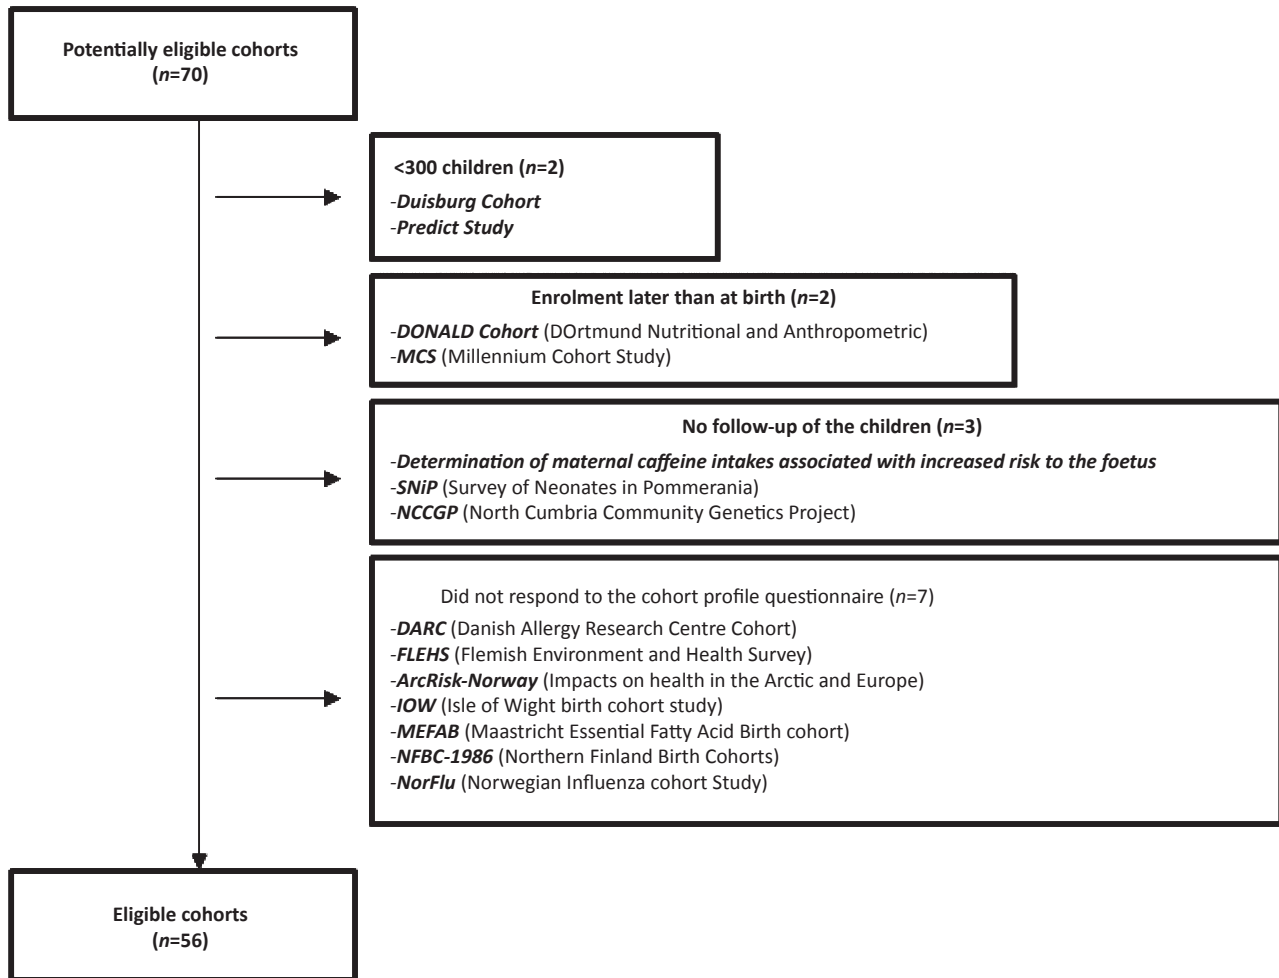 Potentially eligible cohorts
(n=70)
<300 children (n=2)
-Duisburg Cohort
-Predict Study
Enrolment later than at birth (n=2)
-DONALD Cohort (DOrtmund Nutritional and Anthropometric)
-MCS (Millennium Cohort Study)
No follow-up of the children (n=3)
-Determination of maternal caffeine intakes associated with increased risk to the foetus
-SNiP (Survey of Neonates in Pommerania)
-NCCGP (North Cumbria Community Genetics Project)
Did not respond to the cohort profile questionnaire (n=7)
-DARC (Danish Allergy Research Centre Cohort)
-FLEHS (Flemish Environment and Health Survey)
-ArcRisk-Norway (Impacts on health in the Arctic and Europe)
-IOW (Isle of Wight birth cohort study)
-MEFAB (Maastricht Essential Fatty Acid Birth cohort)
-NFBC-1986 (Northern Finland Birth Cohorts)
-NorFlu (Norwegian Influenza cohort Study)
Eligible cohorts
(n=56)